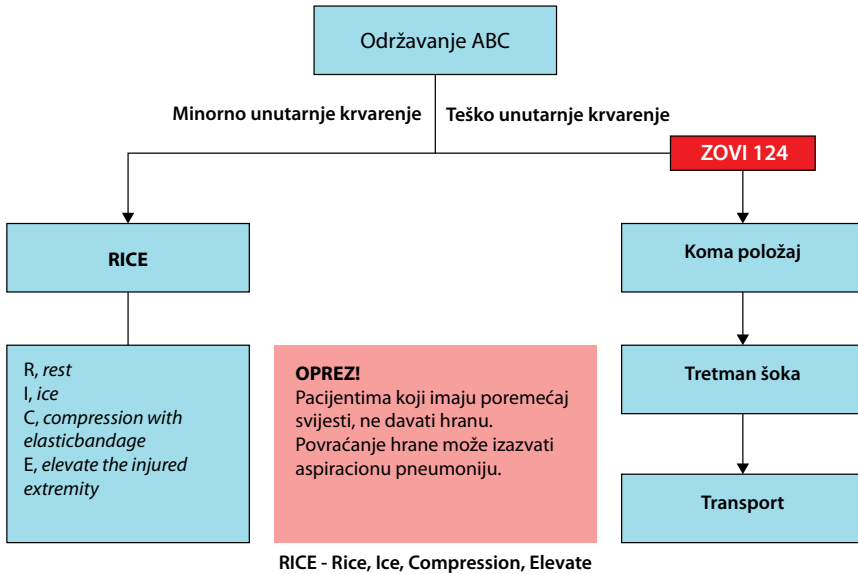 Održavanje ABC
Minorno unutarnje krvarenje
Teško unutarnje krvarenje
ZOVI 124
RICE
Koma položaj
R, rest
I, ice
C, compression with
elasticbandage
E, elevate the injured
extremity
OPREZ!
Pacijentima koji imaju poremećaj
svijesti, ne davati hranu.
Povraćanje hrane može izazvati
aspiracionu pneumoniju.
Tretman šoka
Transport
RICE - Rice, Ice, Compression, Elevate